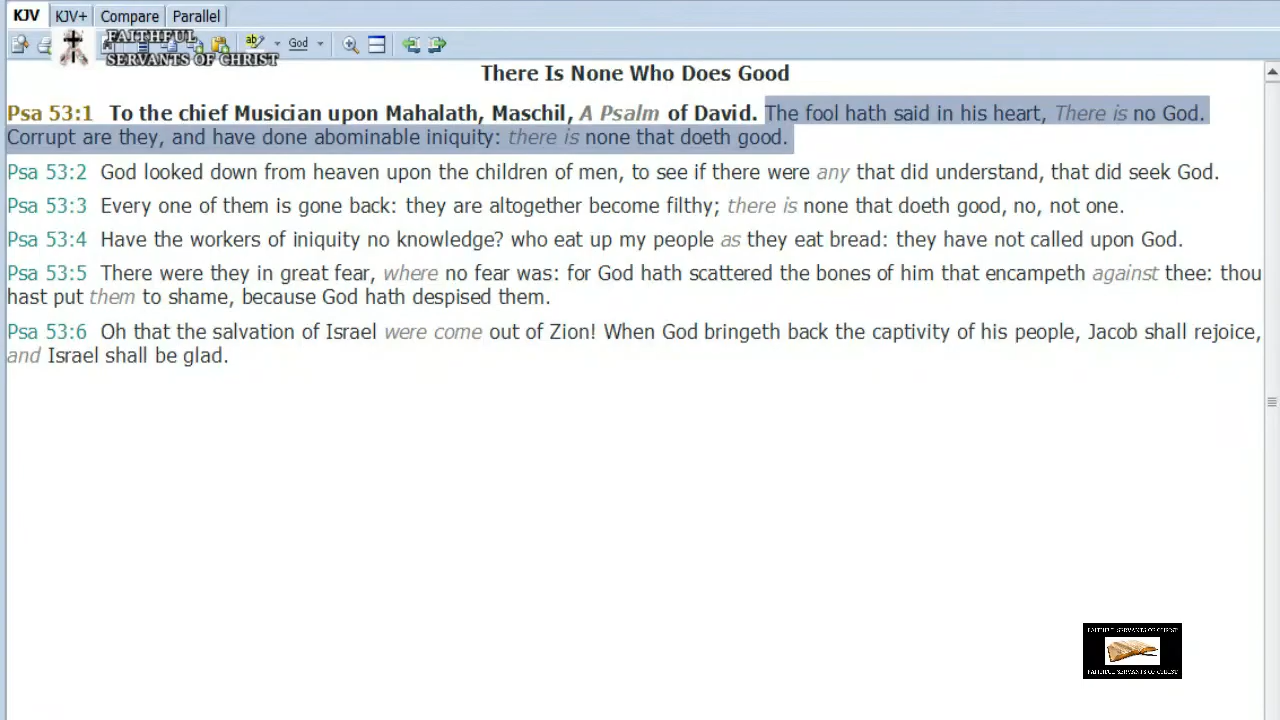 KJV KJV+ Compare Parallel
FAITHFUL
SERVANTS OF CHRIST
ab God
There Is None Who Does Good
Psa 53:1 To the chief Musician upon Mahalath, Maschil, A Psalm of David. The fool hath said in his heart, There is no God.
Corrupt are they, and have done abominable iniquity: there is none that doeth good.
Psa 53:2 God looked down from heaven upon the children of men, to see if there were any that did understand, that did seek God.
Psa 53:3 Every one of them is gone back: they are altogether become filthy; there is none that doeth good, no, not one.
Psa 53:4 Have the workers of iniquity no knowledge? who eat up my people as they eat bread: they have not called upon God.
Psa 53:5 There were they in great fear, where no fear was: for God hath scattered the bones of him that encampeth against thee: thou
hast put them to shame, because God hath despised them.
Psa 53:6 Oh that the salvation of Israel were come out of Zion! When God bringeth back the captivity of his people, Jacob shall rejoice,
and Israel shall be glad.
FAITHFUL SERVANTS OF CHRIST
FAITHFUL SERVANTS OF CHRIST